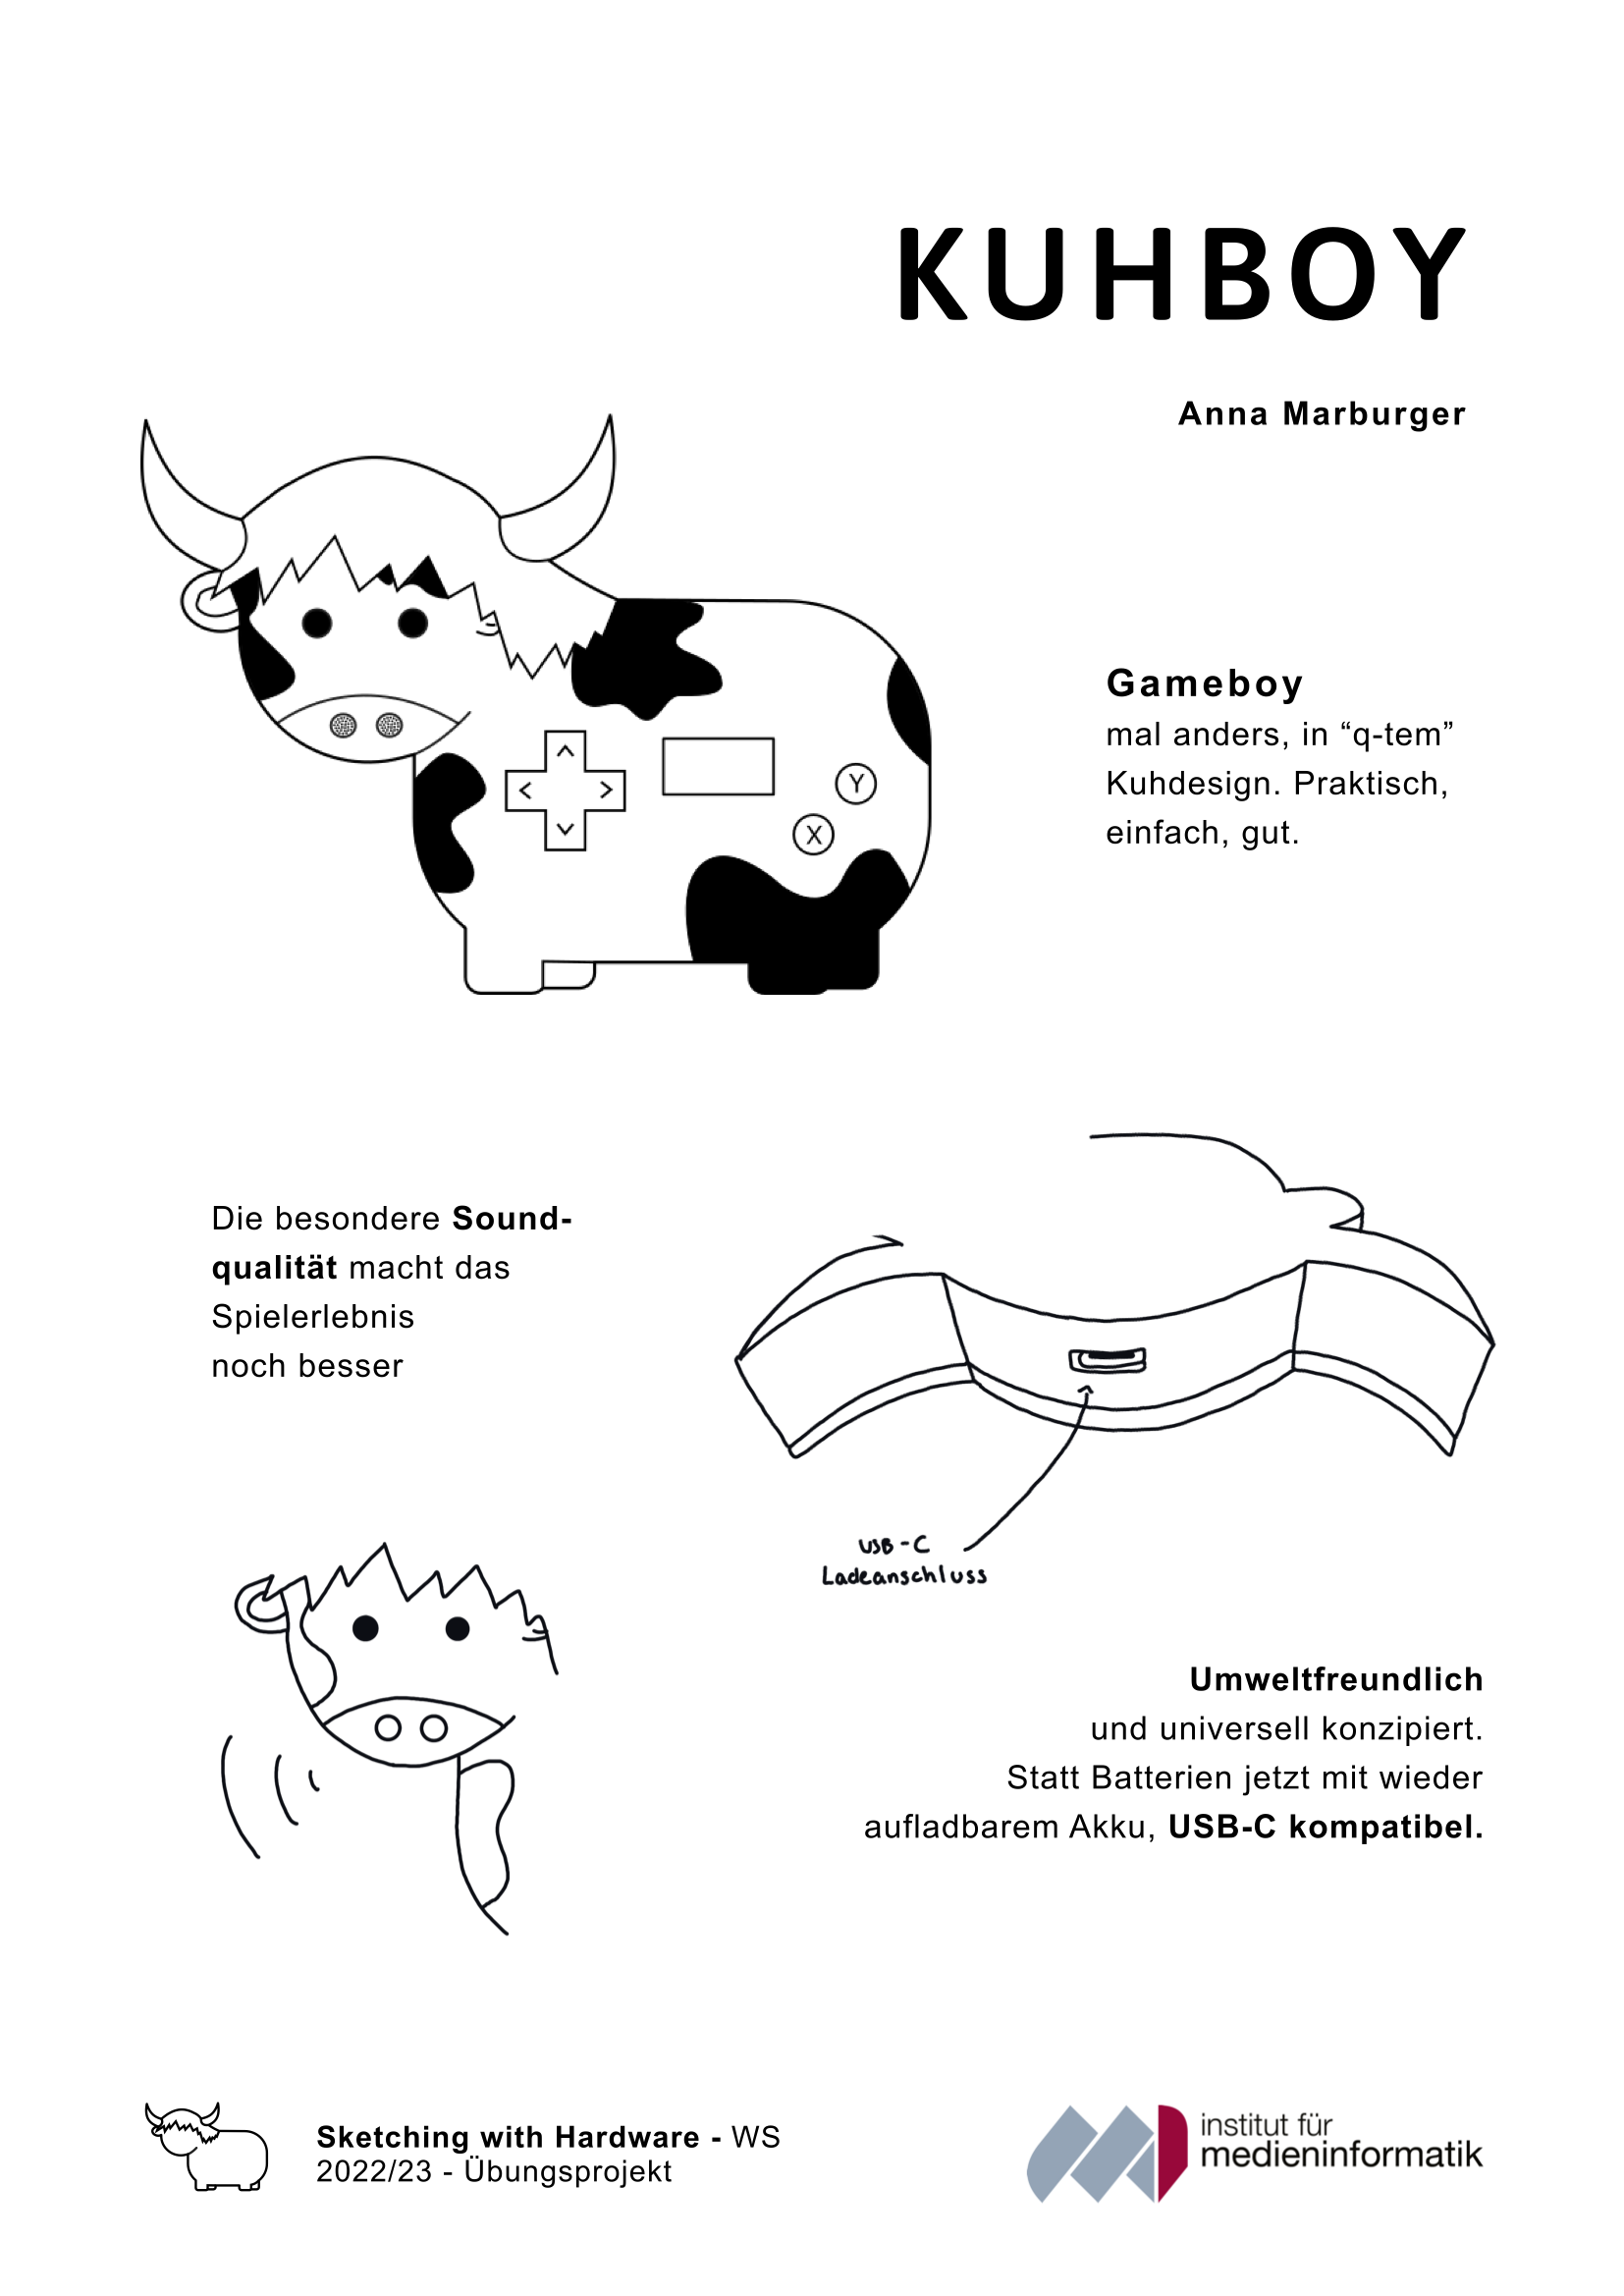 KUHBOY
Anna Marburger
Gameboy
mal anders, in “q-tem”
Kuhdesign. Praktisch,
einfach, gut.
Y
X
Die besondere Sound-
qualität macht das
Spielerlebnis
noch besser
USB-C
Ladeanschluss
Umweltfreundlich
und universell konzipiert.
Statt Batterien jetzt mit wieder
aufladbarem Akku, USB-C kompatibel.
Sketching with Hardware - WS
2022/23 - Übungsprojekt
institut für
medieninformatik